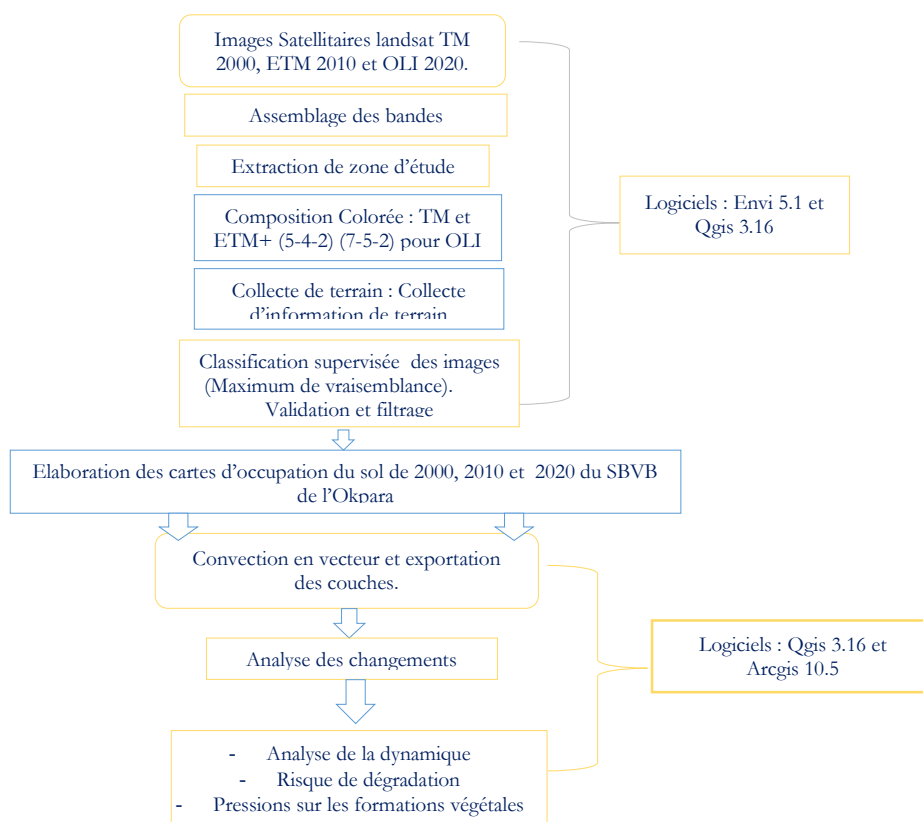 Images Satellitaires landsat TM
2000, ETM 2010 et OLI 2020.
Assemblage des bandes
Extraction de zone d'étude
Composition Colorée : TM et
ETM+ (5-4-2) (7-5-2) pour OLI
Collecte de terrain : Collecte
d'information de terrain
Classification supervisée des images
(Maximum de vraisemblance).
Validation et filtrage
Logiciels : Envi 5.1 et
Qgis 3.16
Elaboration des cartes d'occupation du sol de 2000, 2010 et 2020 du SBVB
de l'Okpara
Convection en vecteur et exportation
des couches.
Analyse des changements
- Analyse de la dynamique
- Risque de dégradation
- Pressions sur les formations végétales
Logiciels : Qgis 3.16 et
Arcgis 10.5